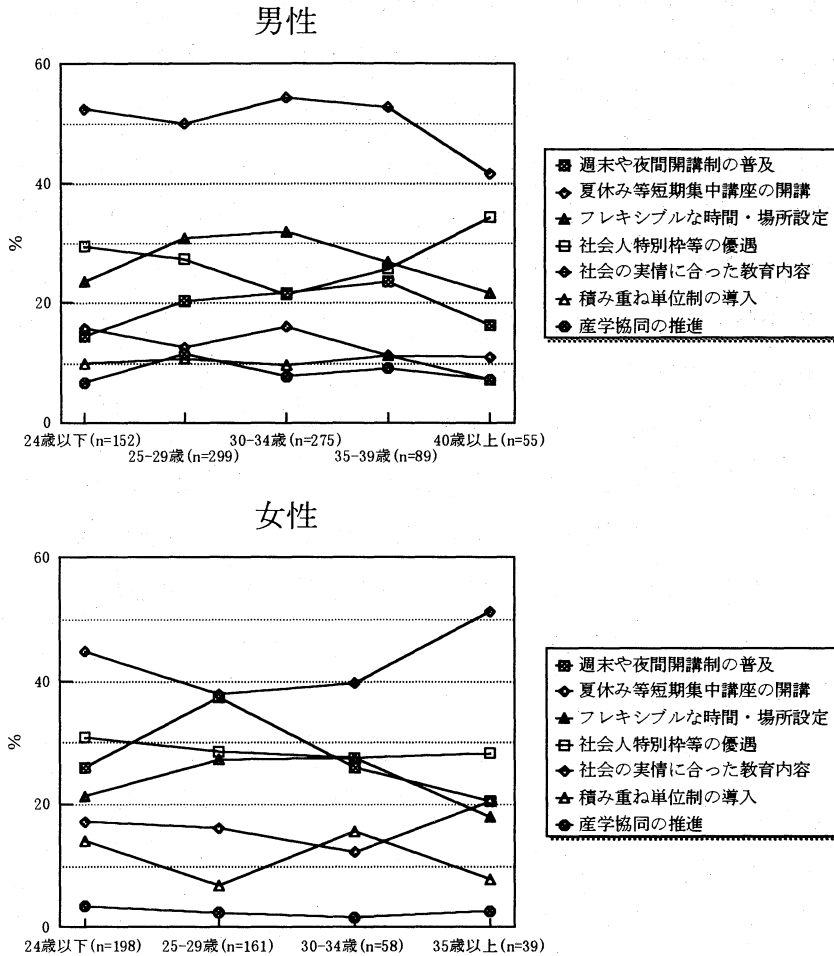 男性
60
40
%
20
0
24歳以下(n=152)
25-29歳(n=299)
30-34歳(n=275)
35-39歳(n=89)
40歳以上(n=55)
週末や夜間開講制の普及
夏休み等短期集中講座の開講
フレキシブルな時間・場所設定
社会人特別枠等の優遇
社会の実情に合った教育内容
積み重ね単位制の導入
産学協同の推進
女性
60
40
%
20
0
24歳以下(n=198)
25-29歳(n=161)
30-34歳(n=58)
35歳以上(n=39)
週末や夜間開講制の普及
夏休み等短期集中講座の開講
フレキシブルな時間・場所設定
社会人特別枠等の優遇
社会の実情に合った教育内容
積み重ね単位制の導入
産学協同の推進